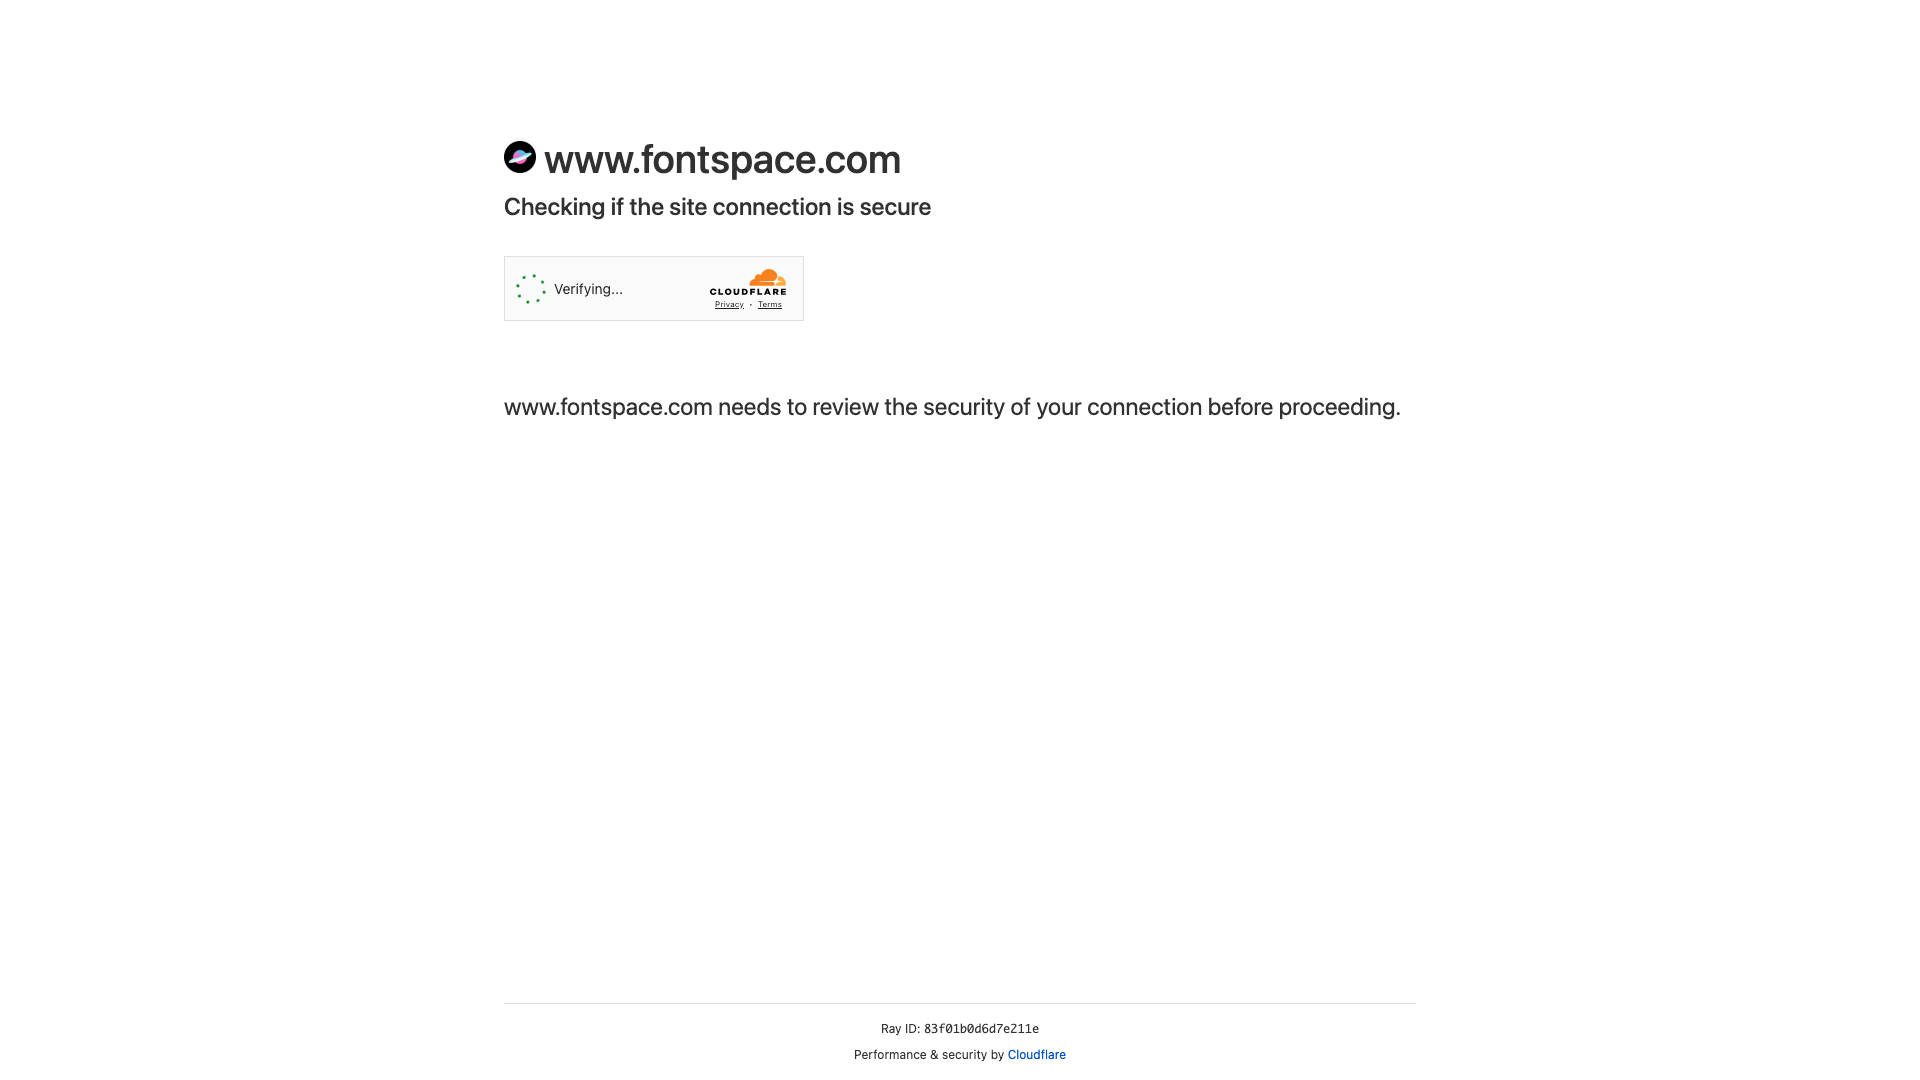 www.fontspace.com
Checking if the site connection is secure
Verifying...
CLOUDFLARE
Privacy • Terms
www.fontspace.com needs to review the security of your connection before proceeding.
Ray ID: 83f01b0d6d7e211e
Performance & security by Cloudflare